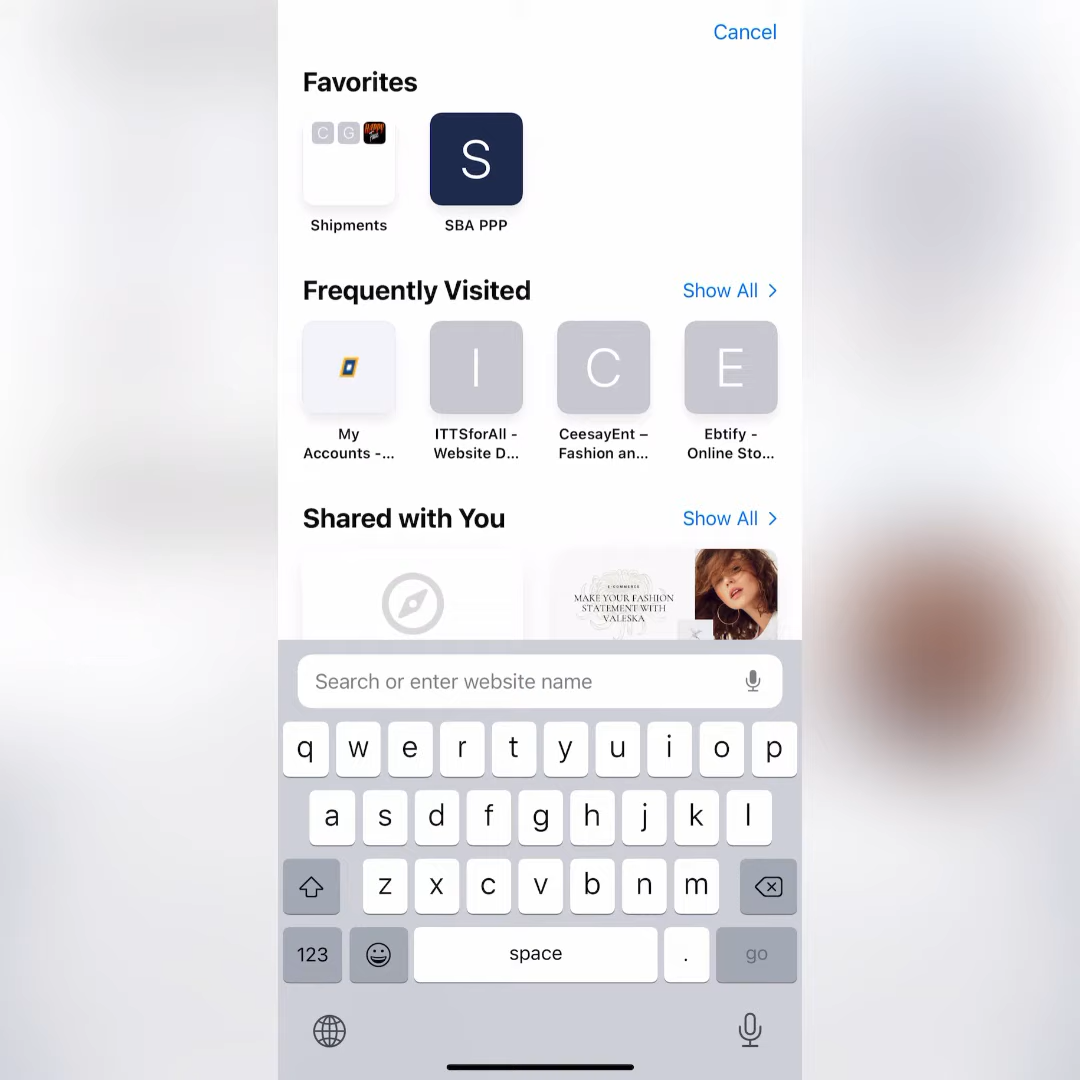 Cancel
Favorites
C G HAPPY
S
Shipments
SBA PPP
Frequently Visited
Show All
I
C
E
My
Accounts -...
ITTSforAll -
Website D...
CeesayEnt –
Fashion an...
Ebtify -
Online Sto...
Shared with You
Show All
E-COMMERCE
MAKE YOUR FASHION
STATEMENT WITH
VALESKA
Search or enter website name
q w e r t y u i o p
a s d f g h j k l
z x c v b n m
123
space
.
go